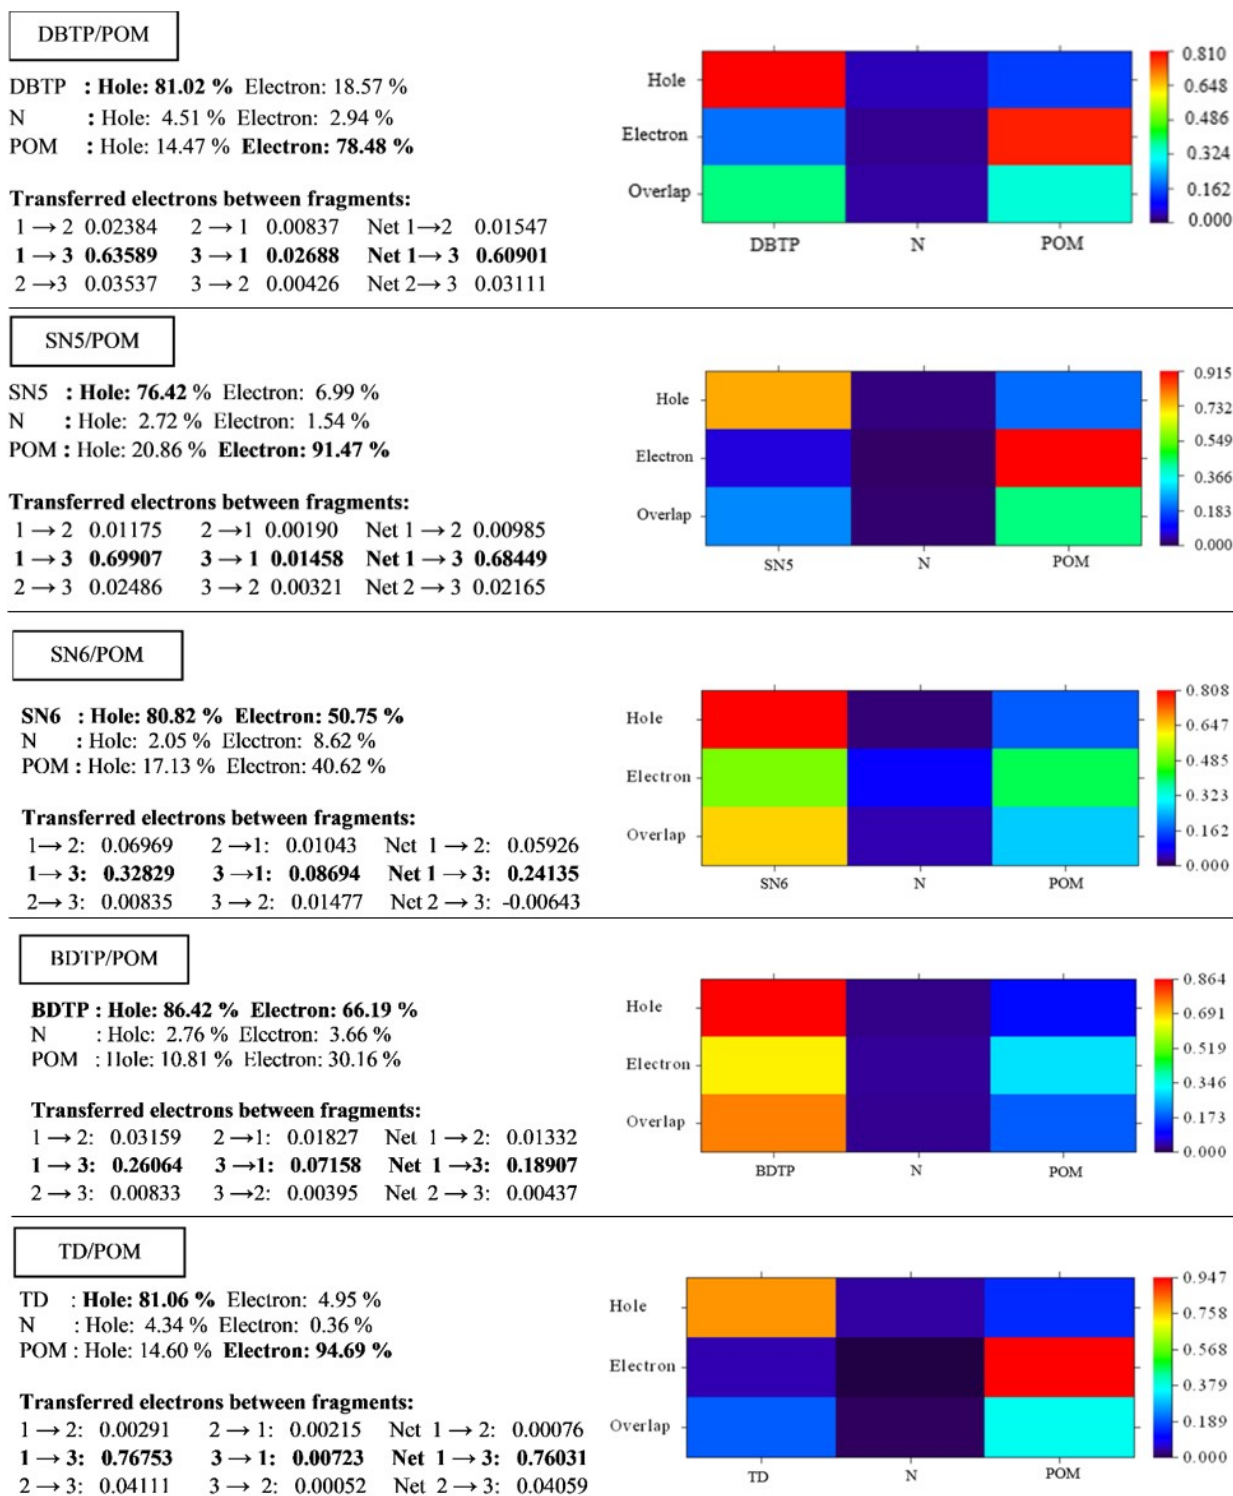 DBTP/POM
DBTP : Hole: 81.02 % Electron: 18.57 %
N : Hole: 4.51 % Electron: 2.94 %
POM : Hole: 14.47 % Electron: 78.48 %
Transferred electrons between fragments:
1 → 2 0.02384 2 → 1 0.00837 Net 1→2 0.01547
1 → 3 0.63589 3 → 1 0.02688 Net 1→ 3 0.60901
2 →3 0.03537 3 → 2 0.00426 Net 2→ 3 0.03111
Hole
Electron
Overlap
DBTP N POM
0.810
0.648
0.486
0.324
0.162
0.000
SN5/POM
SN5 : Hole: 76.42 % Electron: 6.99 %
N : Hole: 2.72 % Electron: 1.54 %
POM : Hole: 20.86 % Electron: 91.47 %
Transferred electrons between fragments:
1 → 2 0.01175 2 →1 0.00190 Net 1 → 2 0.00985
1 → 3 0.69907 3 → 1 0.01458 Net 1 → 3 0.68449
2 → 3 0.02486 3 → 2 0.00321 Net 2 → 3 0.02165
Hole
Electron
Overlap
SN5 N POM
0.915
0.732
0.549
0.366
0.183
0.000
SN6/POM
SN6 : Hole: 80.82 % Electron: 50.75 %
N : Hole: 2.05 % Electron: 8.62 %
POM : Hole: 17.13 % Electron: 40.62 %
Transferred electrons between fragments:
1→ 2: 0.06969 2 →1: 0.01043 Net 1 → 2: 0.05926
1→ 3: 0.32829 3 →1: 0.08694 Net 1 → 3: 0.24135
2→ 3: 0.00835 3 → 2: 0.01477 Net 2 → 3: -0.00643
Hole
Electron
Overlap
SN6 N POM
0.808
0.647
0.485
0.323
0.162
0.000
BDTP/POM
BDTP : Hole: 86.42 % Electron: 66.19 %
N : Hole: 2.76 % Electron: 3.66 %
POM : Hole: 10.81 % Electron: 30.16 %
Transferred electrons between fragments:
1 → 2: 0.03159 2 →1: 0.01827 Net 1 → 2: 0.01332
1 → 3: 0.26064 3 →1: 0.07158 Net 1 →3: 0.18907
2 → 3: 0.00833 3 →2: 0.00395 Net 2 → 3: 0.00437
Hole
Electron
Overlap
BDTP N POM
0.864
0.691
0.519
0.346
0.173
0.000
TD/POM
TD : Hole: 81.06 % Electron: 4.95 %
N : Hole: 4.34 % Electron: 0.36 %
POM : Hole: 14.60 % Electron: 94.69 %
Transferred electrons between fragments:
1 → 2: 0.00291 2 → 1: 0.00215 Net 1 → 2: 0.00076
1 → 3: 0.76753 3 → 1: 0.00723 Net 1 → 3: 0.76031
2 → 3: 0.04111 3 → 2: 0.00052 Net 2 → 3: 0.04059
Hole
Electron
Overlap
TD N POM
0.947
0.758
0.568
0.379
0.189
0.000